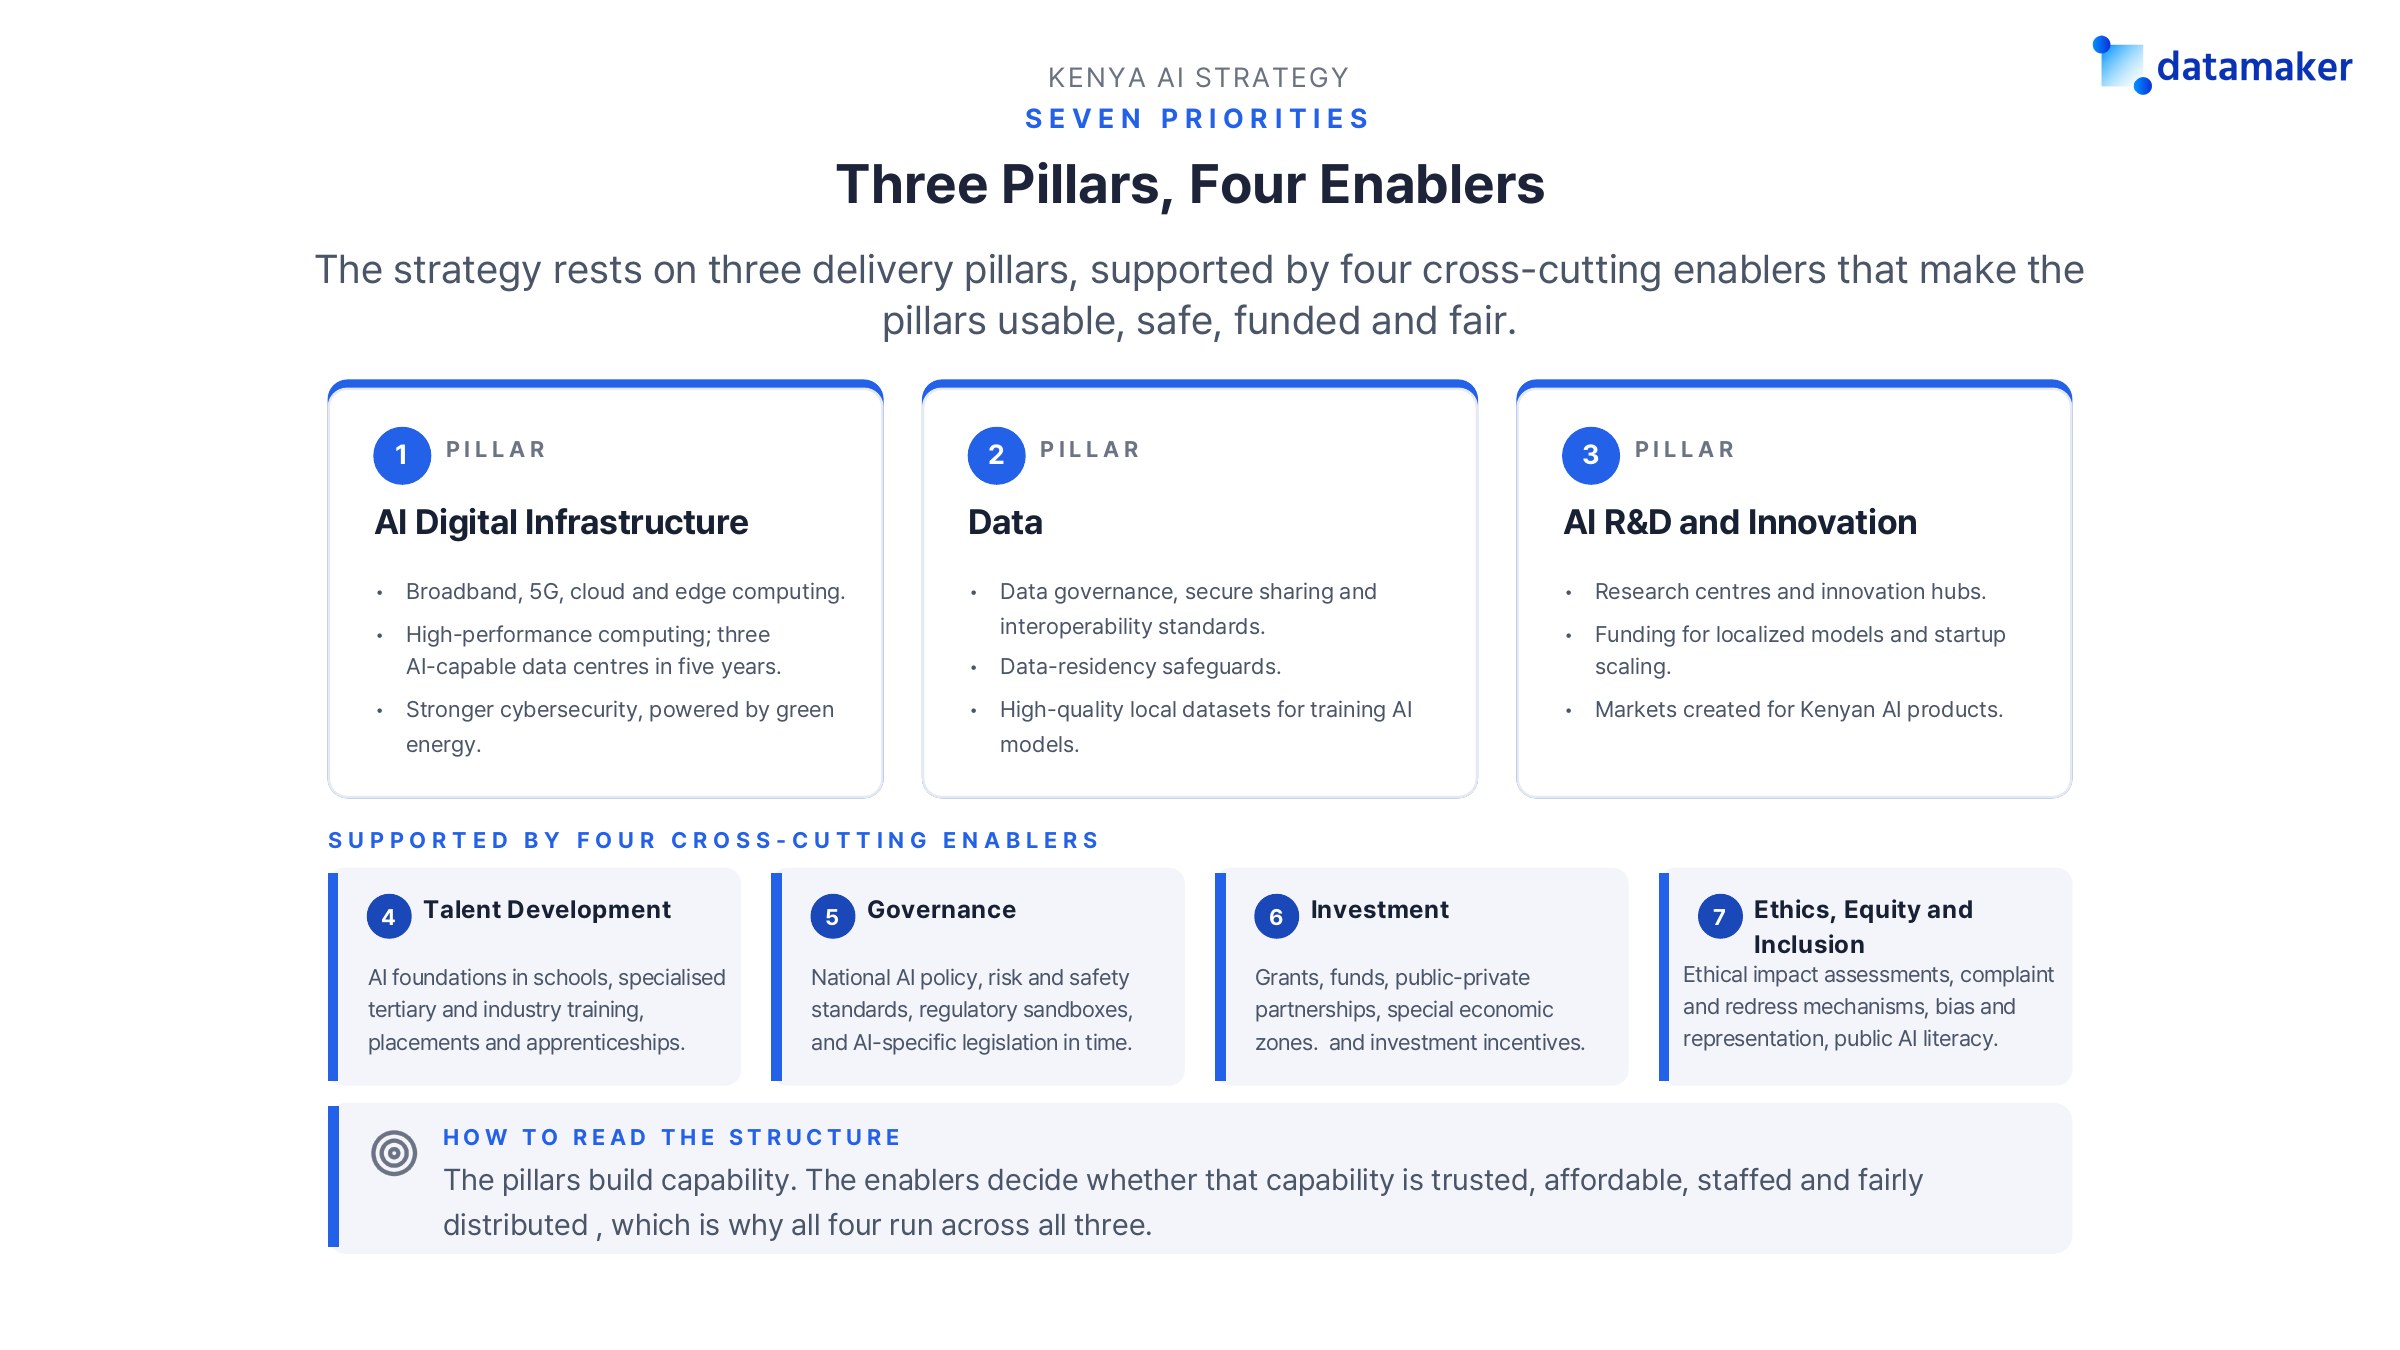 datamaker
KENYA AI STRATEGY
SEVEN PRIORITIES
Three Pillars, Four Enablers
The strategy rests on three delivery pillars, supported by four cross-cutting enablers that make the
pillars usable, safe, funded and fair.
1 PILLAR
AI Digital Infrastructure
• Broadband, 5G, cloud and edge computing.
• High-performance computing; three
AI-capable data centres in five years.
• Stronger cybersecurity, powered by green
energy.
2 PILLAR
Data
• Data governance, secure sharing and
interoperability standards.
• Data-residency safeguards.
• High-quality local datasets for training AI
models.
3 PILLAR
AI R&D and Innovation
• Research centres and innovation hubs.
• Funding for localized models and startup
scaling.
• Markets created for Kenyan AI products.
SUPPORTED BY FOUR CROSS-CUTTING ENABLERS
4 Talent Development
AI foundations in schools, specialised
tertiary and industry training,
placements and apprenticeships.
5 Governance
National AI policy, risk and safety
standards, regulatory sandboxes,
and AI-specific legislation in time.
6 Investment
Grants, funds, public-private
partnerships, special economic
zones.  and investment incentives.
7 Ethics, Equity and
Inclusion
Ethical impact assessments, complaint
and redress mechanisms, bias and
representation, public AI literacy.
HOW TO READ THE STRUCTURE
The pillars build capability. The enablers decide whether that capability is trusted, affordable, staffed and fairly
distributed , which is why all four run across all three.